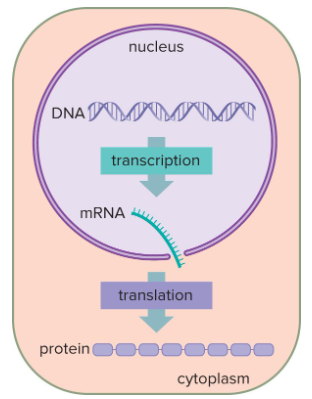 nucleus
DNA
transcription
mRNA
translation
protein
cytoplasm